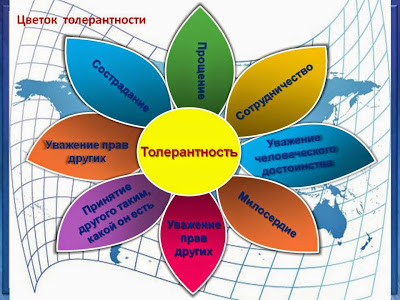 Цветок толерантности
Прощение
Сотрудничество
Уважение
человеческого
достоинства
Милосердие
Уважение
прав
других
Принятие
другого таким,
какой он есть
Уважение прав
других
Сострадание
Толерантность